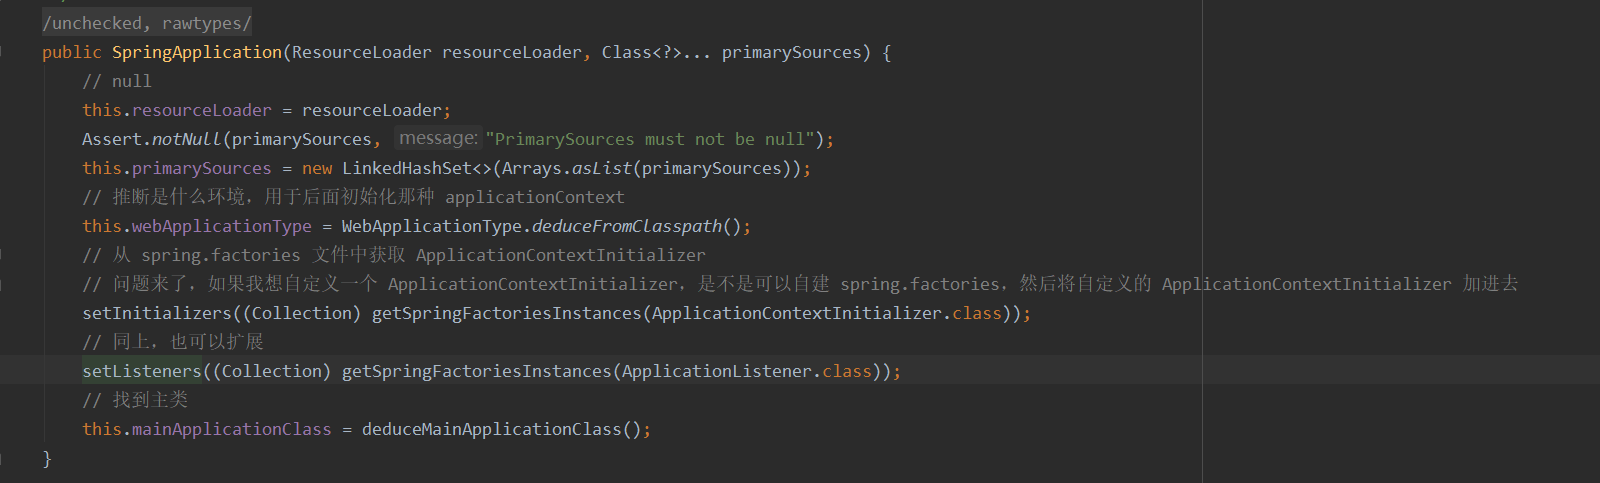 /unchecked, rawtypes/
public SpringApplication(ResourceLoader resourceLoader, Class<?>... primarySources) {
// null
this.resourceLoader = resourceLoader;
Assert.notNull(primarySources, message: "PrimarySources must not be null");
this.primarySources = new LinkedHashSet<>(Arrays.asList(primarySources));
// 推断是什么环境，用于后面初始化那种 applicationContext
this.webApplicationType = WebApplicationType.deduceFromClasspath();
// 从 spring.factories 文件中获取 ApplicationContextInitializer
// 问题来了，如果我想自定义一个 ApplicationContextInitializer，是不是可以自建 spring.factories，然后将自定义的 ApplicationContextInitializer 加进去
setInitializers((Collection) getSpringFactoriesInstances(ApplicationContextInitializer.class));
// 同上，也可以扩展
setListeners((Collection) getSpringFactoriesInstances(ApplicationListener.class));
// 找到主类
this.mainApplicationClass = deduceMainApplicationClass();
}